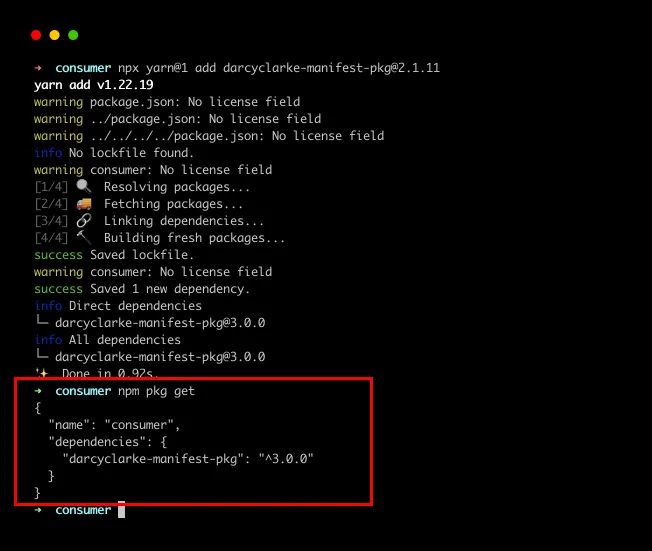 ➜ consumer npx yarn@1 add darcyclarke-manifest-pkg@2.1.11
yarn add v1.22.19
warning package.json: No license field
warning ../package.json: No license field
warning ../../../../package.json: No license field
info No lockfile found.
warning consumer: No license field
[1/4] 🔍 Resolving packages...
[2/4] 🚚 Fetching packages...
[3/4] 🔗 Linking dependencies...
[4/4] 🔨 Building fresh packages...
success Saved lockfile.
warning consumer: No license field
success Saved 1 new dependency.
info Direct dependencies
└─ darcyclarke-manifest-pkg@3.0.0
info All dependencies
└─ darcyclarke-manifest-pkg@3.0.0
✨ Done in 0.92s.
➜ consumer npm pkg get
{
  "name": "consumer",
  "dependencies": {
    "darcyclarke-manifest-pkg": "^3.0.0"
  }
}
➜ consumer